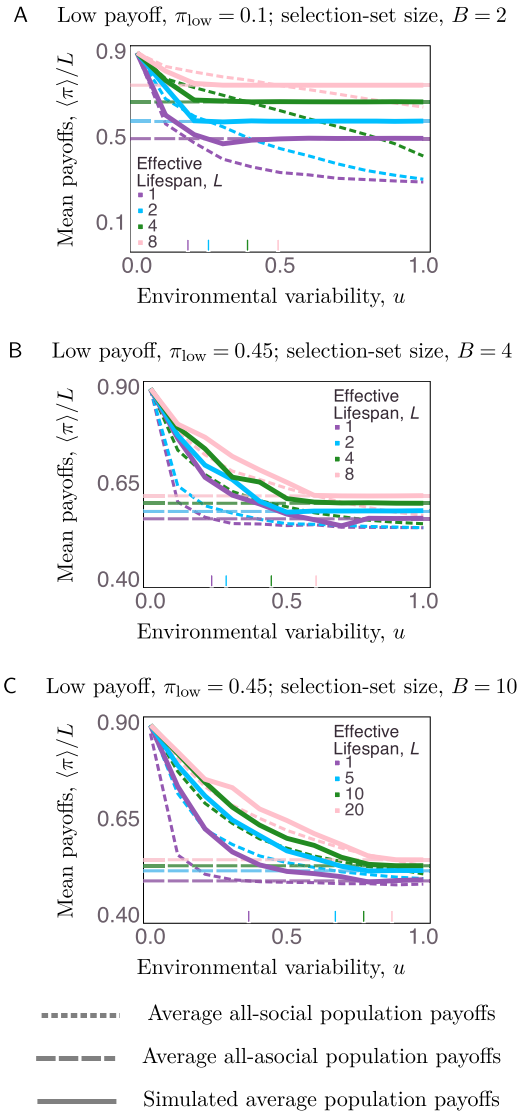 A Low payoff, π_low = 0.1; selection-set size, B = 2
Mean payoffs, ⟨π⟩/L
0.9
0.5
0.1
Effective
Lifespan, L
1
2
4
8
0.0 0.5 1.0
Environmental variability, u
B Low payoff, π_low = 0.45; selection-set size, B = 4
Mean payoffs, ⟨π⟩/L
0.90
0.65
0.40
Effective
Lifespan, L
1
2
4
8
0.0 0.5 1.0
Environmental variability, u
C Low payoff, π_low = 0.45; selection-set size, B = 10
Mean payoffs, ⟨π⟩/L
0.90
0.65
0.40
Effective
Lifespan, L
1
5
10
20
0.0 0.5 1.0
Environmental variability, u
Average all-social population payoffs
Average all-asocial population payoffs
Simulated average population payoffs